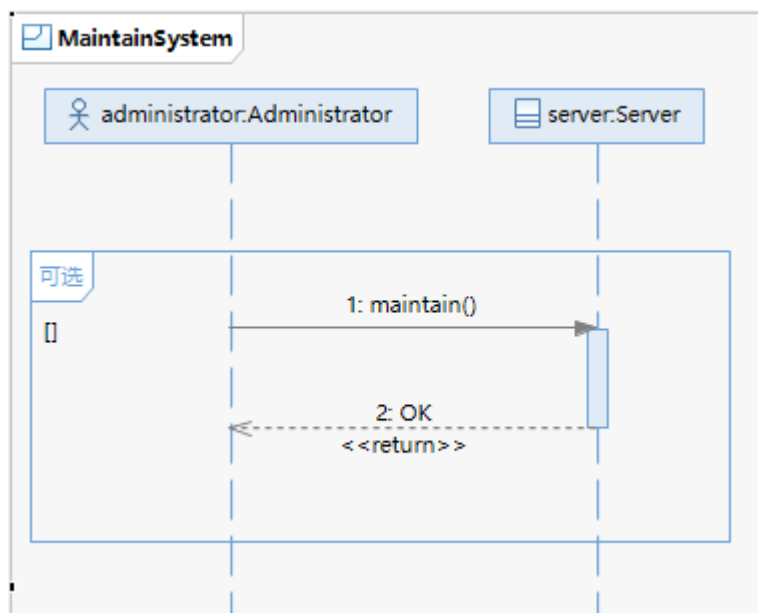 MaintainSystem
administrator:Administrator
server:Server
可选
[]
1: maintain()
2: OK
<<return>>